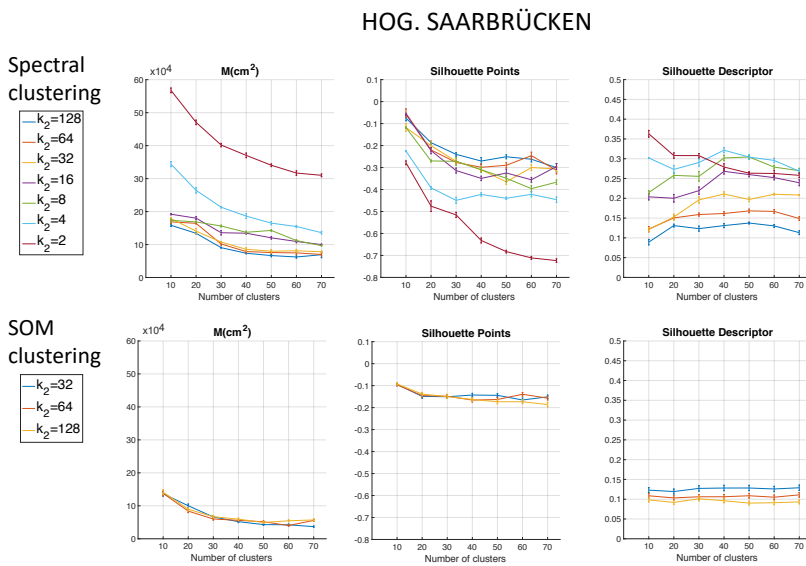 HOG. SAARBRÜCKEN
Spectral
clustering
k2=128
k2=64
k2=32
k2=16
k2=8
k2=4
k2=2
x10^4
M(cm²)
60
50
40
30
20
10
0
10 20 30 40 50 60 70
Number of clusters
Silhouette Points
0.1
0
-0.1
-0.2
-0.3
-0.4
-0.5
-0.6
-0.7
-0.8
10 20 30 40 50 60 70
Number of clusters
Silhouette Descriptor
0.5
0.45
0.4
0.35
0.3
0.25
0.2
0.15
0.1
0.05
0
10 20 30 40 50 60 70
Number of clusters
SOM
clustering
k2=32
k2=64
k2=128
x10^4
M(cm²)
60
50
40
30
20
10
0
10 20 30 40 50 60 70
Number of clusters
Silhouette Points
0.1
0
-0.1
-0.2
-0.3
-0.4
-0.5
-0.6
-0.7
-0.8
10 20 30 40 50 60 70
Number of clusters
Silhouette Descriptor
0.5
0.45
0.4
0.35
0.3
0.25
0.2
0.15
0.1
0.05
0
10 20 30 40 50 60 70
Number of clusters